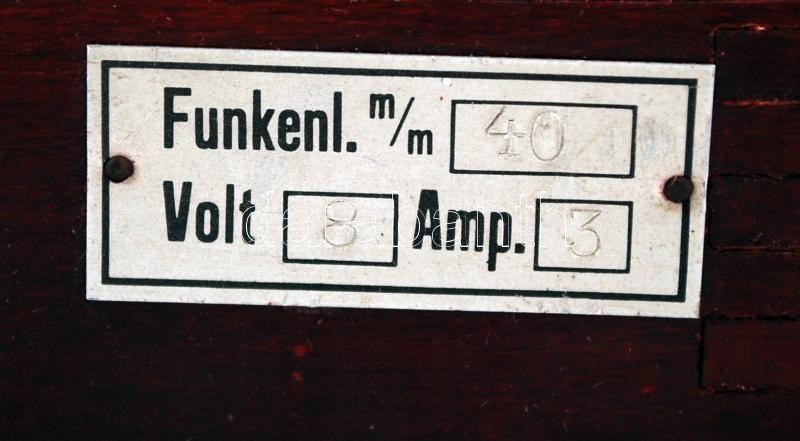 Funkenl. m/m 40
Volt 8 Amp. 3